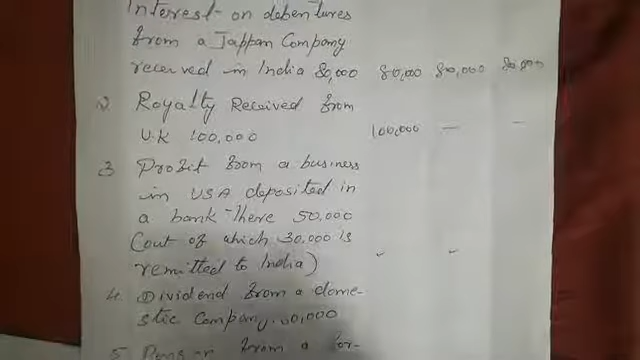 Interest on debentures
from a Jappan Company
received in India 80,000 80,000 80,000 80,000
2. Royalty Received from
U.K 100,000 100,000 — —
3 Profit from a business
in USA deposited in
a bank There 50,000
(out of which 30,000 is
remitted to India)
4. Dividend from a dome-
stic Company.
5 from a for-